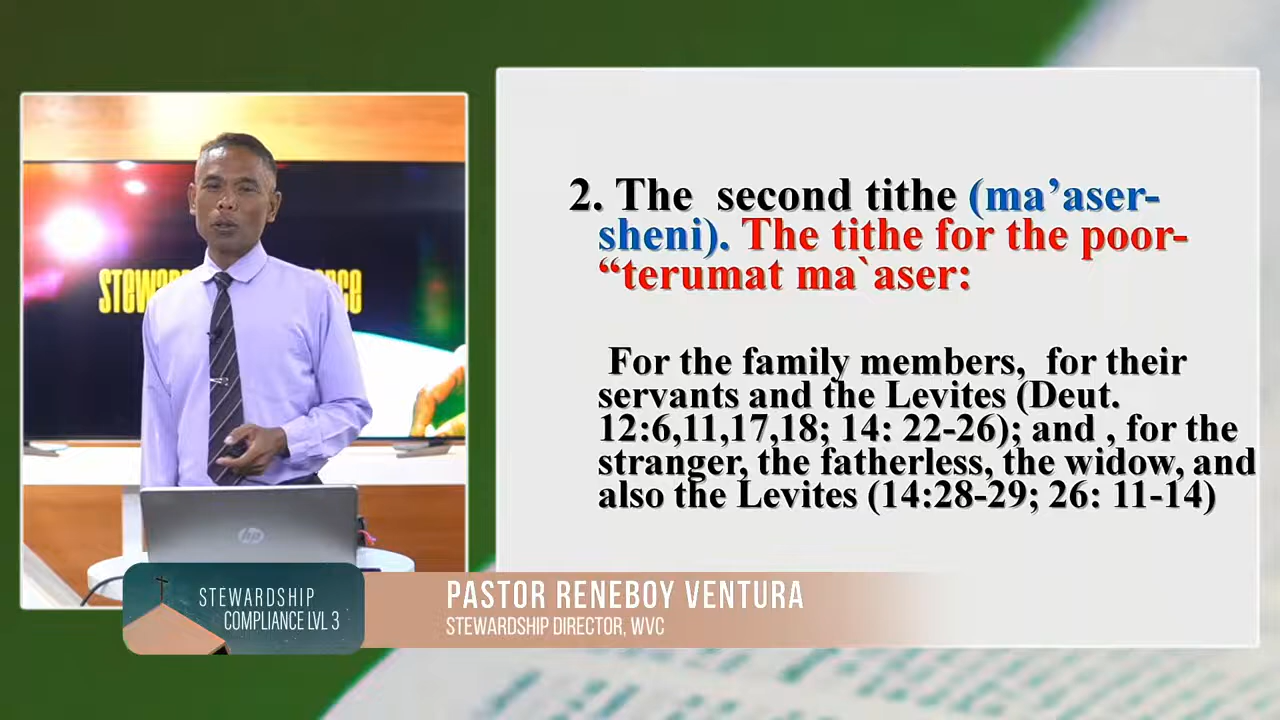 2. The  second tithe (ma’aser-
sheni). The tithe for the poor-
“terumat ma`aser:
For the family members,  for their
servants and the Levites (Deut.
12:6,11,17,18; 14: 22-26); and , for the
stranger, the fatherless, the widow, and
also the Levites (14:28-29; 26: 11-14)
hp
STEWARDSHIP
COMPLIANCE LVL 3
PASTOR RENEBOY VENTURA
STEWARDSHIP DIRECTOR, WVC